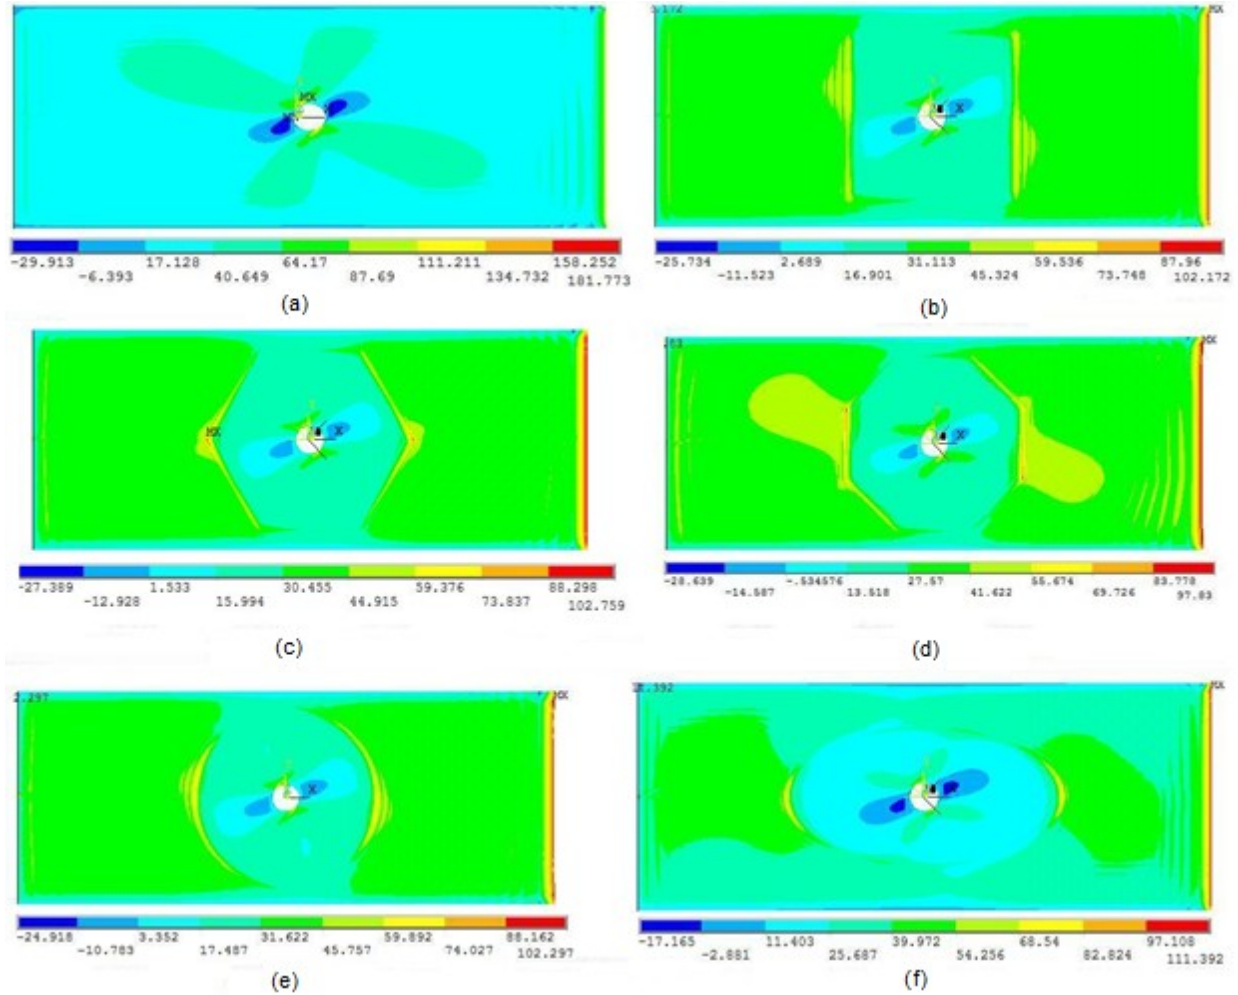 MX
-29.913 17.128 64.17 111.211 158.252
-6.393 40.649 87.69 134.732 181.773
(a)
MX
X
-25.734 2.689 31.113 59.536 87.96
-11.523 16.901 45.324 73.748 102.172
(b)
MX
X
-27.389 1.533 30.455 59.376 88.298
-12.928 15.994 44.915 73.837 102.759
(c)
MX
X
-28.639 -.534576 27.57 55.674 83.778
-14.587 13.518 41.622 69.726 97.83
(d)
2.297 MX
X
-24.918 3.352 31.622 59.892 88.162
-10.783 17.487 45.757 74.027 102.297
(e)
MX
-17.165 11.403 39.972 68.54 97.108
-2.881 25.687 54.256 82.824 111.392
(f)